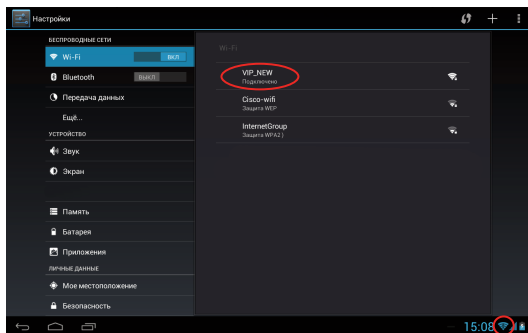 Настройки
БЕСПРОВОДНЫЕ СЕТИ
Wi-Fi
ВКЛ
Bluetooth
ВЫКЛ
Передача данных
Ещё...
УСТРОЙСТВО
Звук
Экран
Память
Батарея
Приложения
ЛИЧНЫЕ ДАННЫЕ
Мое местоположение
Безопасность
Wi-Fi
VIP_NEW
Подключено
Cisco-wifi
Защита WEP
InternetGroup
Защита WPA2 )
15:08